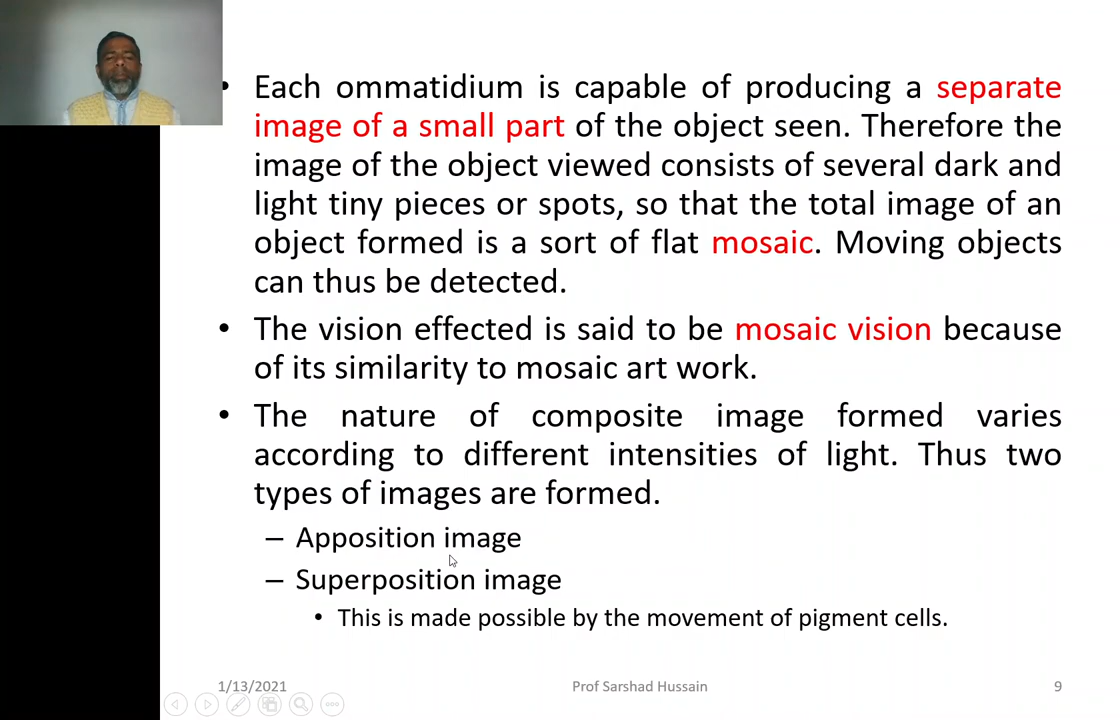 • Each ommatidium is capable of producing a separate
image of a small part of the object seen. Therefore the
image of the object viewed consists of several dark and
light tiny pieces or spots, so that the total image of an
object formed is a sort of flat mosaic. Moving objects
can thus be detected.
• The vision effected is said to be mosaic vision because
of its similarity to mosaic art work.
• The nature of composite image formed varies
according to different intensities of light. Thus two
types of images are formed.
– Apposition image
– Superposition image
• This is made possible by the movement of pigment cells.
1/13/2021 Prof Sarshad Hussain 9